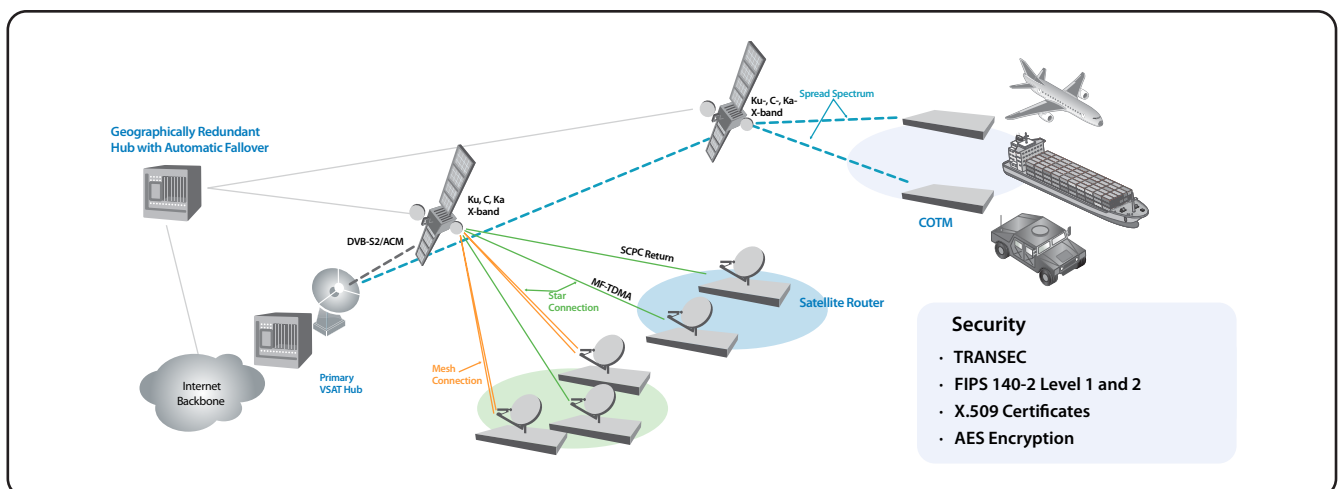 Geographically Redundant
Hub with Automatic Fallover
Ku, C, Ka
X-band
DVB-S2/ACM
Ku-, C-, Ka-
X-band
Spread Spectrum
COTM
SCPC Return
MF-TDMA
Star
Connection
Satellite Router
Mesh
Connection
Primary
VSAT Hub
Internet
Backbone
Security
· TRANSEC
· FIPS 140-2 Level 1 and 2
· X.509 Certificates
· AES Encryption